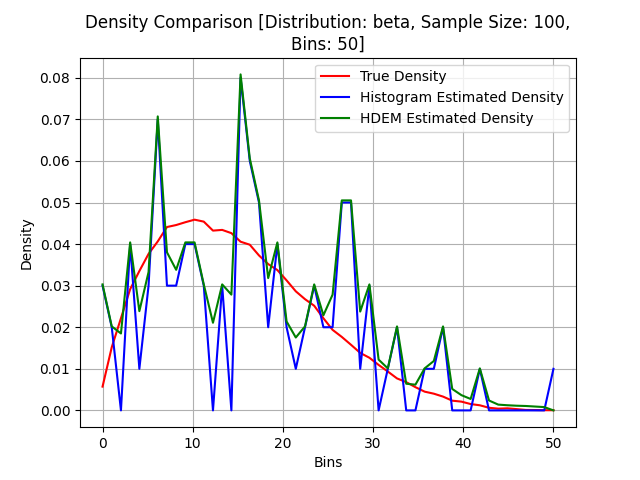 Density Comparison [Distribution: beta, Sample Size: 100,
Bins: 50]
True Density
Histogram Estimated Density
HDEM Estimated Density
Density
0.08
0.07
0.06
0.05
0.04
0.03
0.02
0.01
0.00
0 10 20 30 40 50
Bins